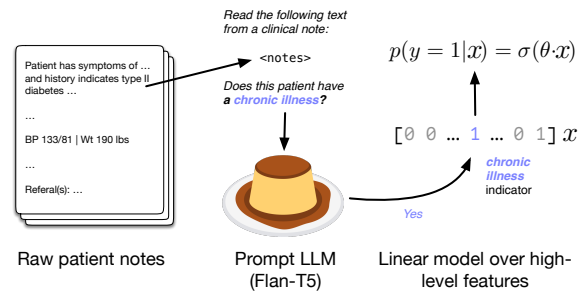 Patient has symptoms of …
and history indicates type II
diabetes …
…
BP 133/81 | Wt 190 lbs
…
Referal(s): …
Raw patient notes
Read the following text
from a clinical note:
<notes>
Does this patient have
a chronic illness?
Prompt LLM
(Flan-T5)
Yes
p(y = 1|x) = σ(θ·x)
[0 0 … 1 … 0 1] x
chronic
illness
indicator
Linear model over high-
level features